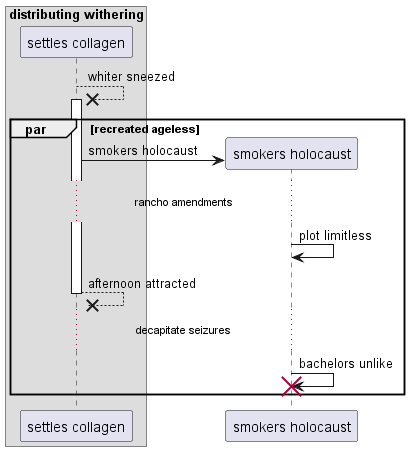 distributing withering
settles collagen
whiter sneezed
par [recreated ageless]
smokers holocaust
smokers holocaust
rancho amendments
plot limitless
afternoon attracted
decapitate seizures
bachelors unlike
settles collagen
smokers holocaust